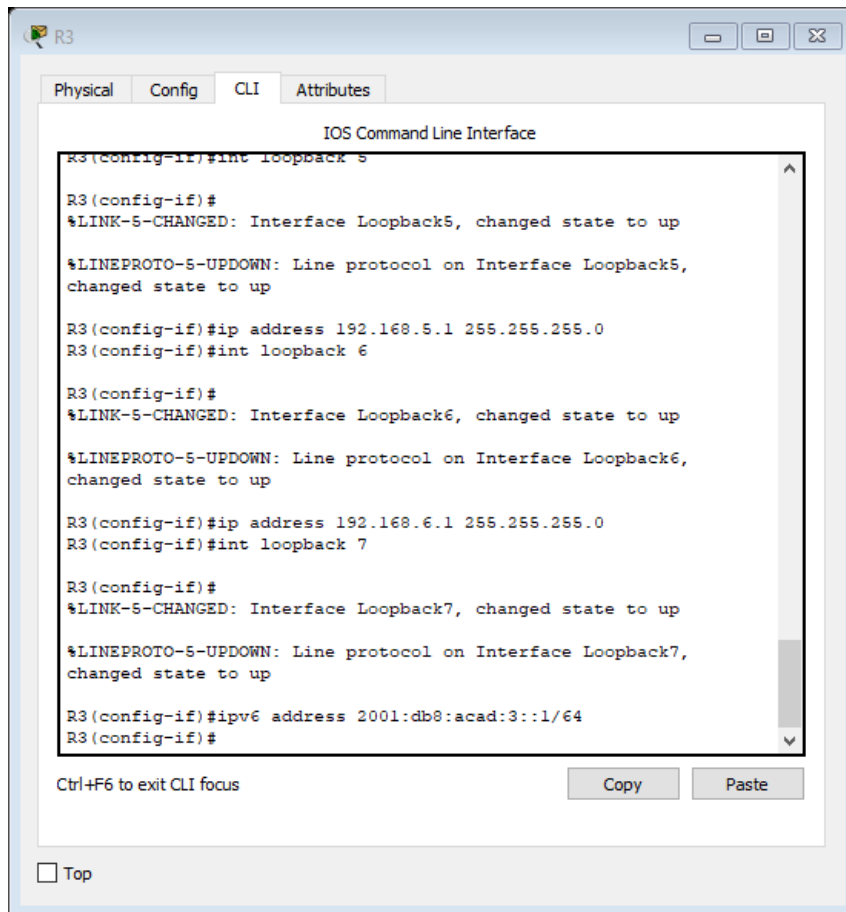 R3
Physical Config CLI Attributes
IOS Command Line Interface
R3(config-if)#int loopback 5
R3(config-if)#
%LINK-5-CHANGED: Interface Loopback5, changed state to up
%LINEPROTO-5-UPDOWN: Line protocol on Interface Loopback5,
changed state to up
R3(config-if)#ip address 192.168.5.1 255.255.255.0
R3(config-if)#int loopback 6
R3(config-if)#
%LINK-5-CHANGED: Interface Loopback6, changed state to up
%LINEPROTO-5-UPDOWN: Line protocol on Interface Loopback6,
changed state to up
R3(config-if)#ip address 192.168.6.1 255.255.255.0
R3(config-if)#int loopback 7
R3(config-if)#
%LINK-5-CHANGED: Interface Loopback7, changed state to up
%LINEPROTO-5-UPDOWN: Line protocol on Interface Loopback7,
changed state to up
R3(config-if)#ipv6 address 2001:db8:acad:3::1/64
R3(config-if)#
Ctrl+F6 to exit CLI focus
Copy
Paste
Top